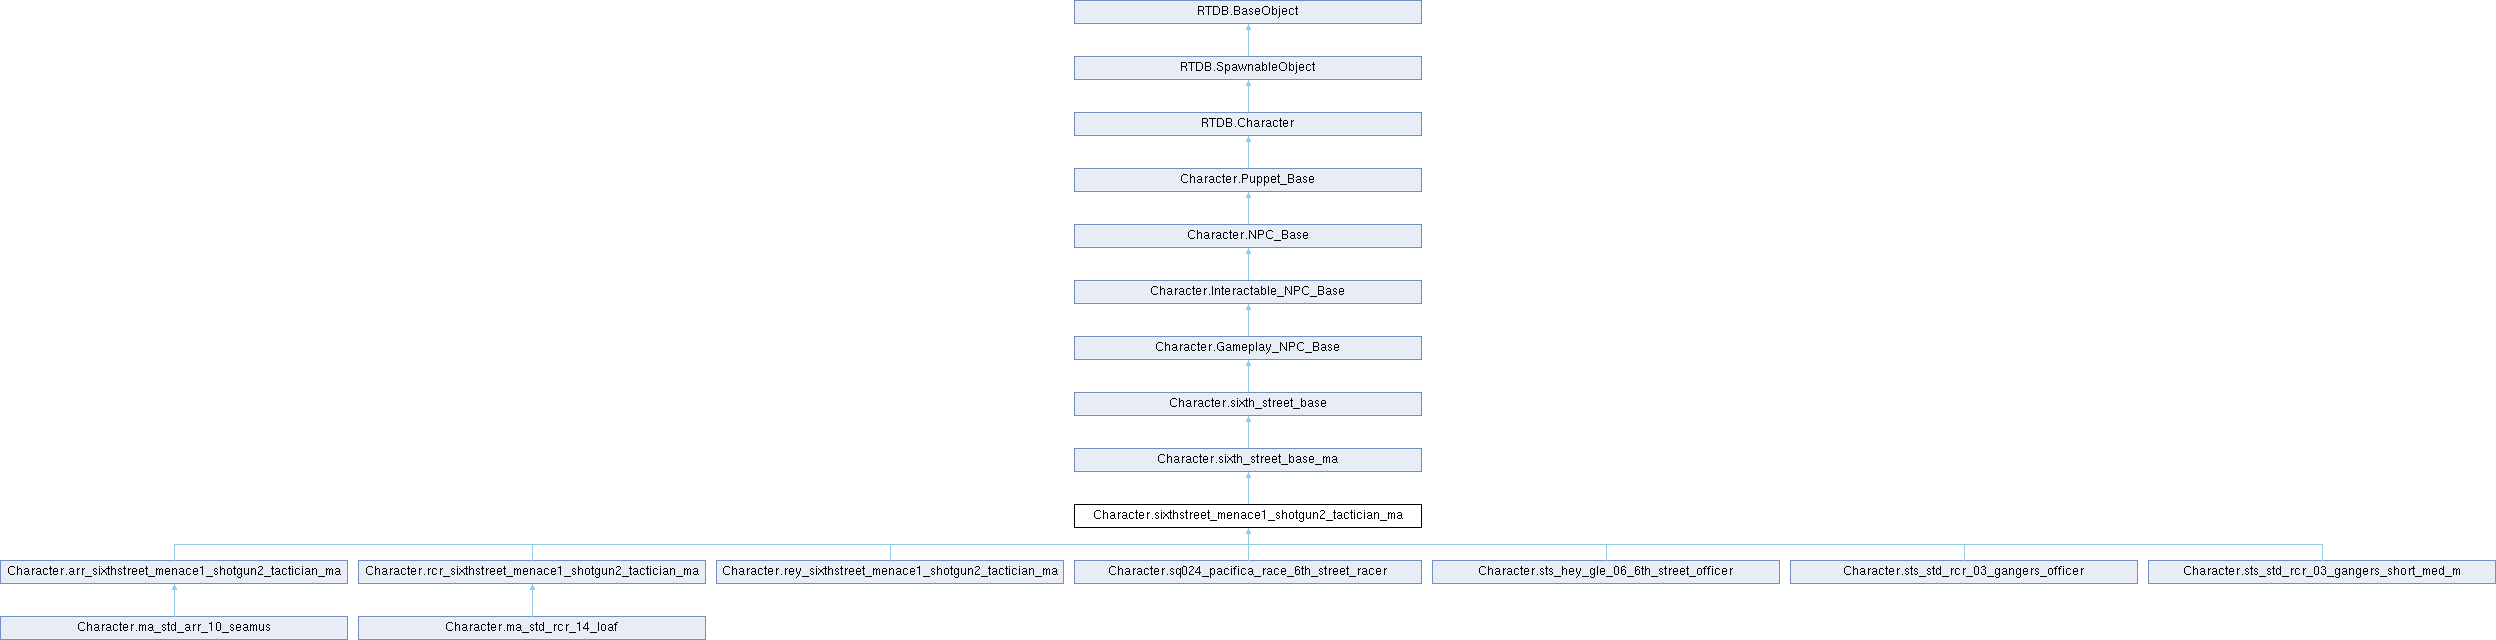 RTDB.BaseObject
RTDB.SpawnableObject
RTDB.Character
Character.Puppet_Base
Character.NPC_Base
Character.Interactable_NPC_Base
Character.Gameplay_NPC_Base
Character.sixth_street_base
Character.sixth_street_base_ma
Character.sixthstreet_menace1_shotgun2_tactician_ma
Character.arr_sixthstreet_menace1_shotgun2_tactician_ma
Character.rcr_sixthstreet_menace1_shotgun2_tactician_ma
Character.rey_sixthstreet_menace1_shotgun2_tactician_ma
Character.sq024_pacifica_race_6th_street_racer
Character.sts_hey_gle_06_6th_street_officer
Character.sts_std_rcr_03_gangers_officer
Character.sts_std_rcr_03_gangers_short_med_m
Character.ma_std_arr_10_seamus
Character.ma_std_rcr_14_loaf